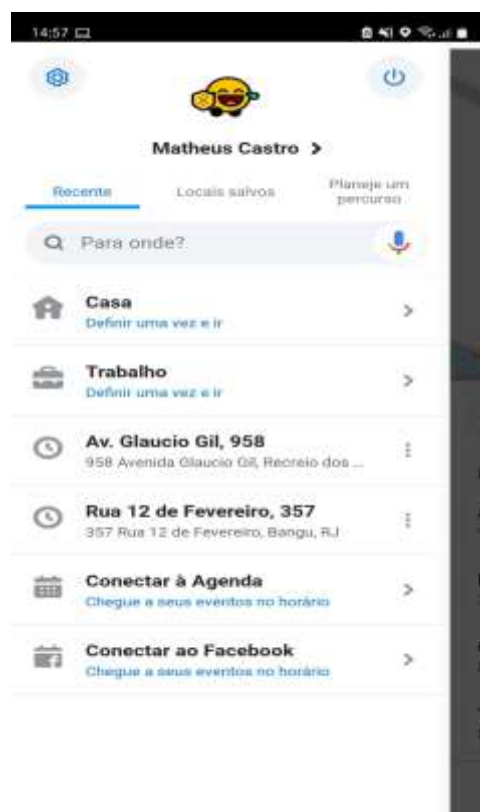 14:57
Matheus Castro
Recente
Locais salvos
Planeje um
percurso
Para onde?
Casa
Definir uma vez e ir
Trabalho
Definir uma vez e ir
Av. Glaucio Gil, 958
958 Avenida Glaucio Gil, Recreio dos ...
Rua 12 de Fevereiro, 357
357 Rua 12 de Fevereiro, Bangu, RJ
Conectar à Agenda
Chegue a seus eventos no horário
Conectar ao Facebook
Chegue a seus eventos no horário